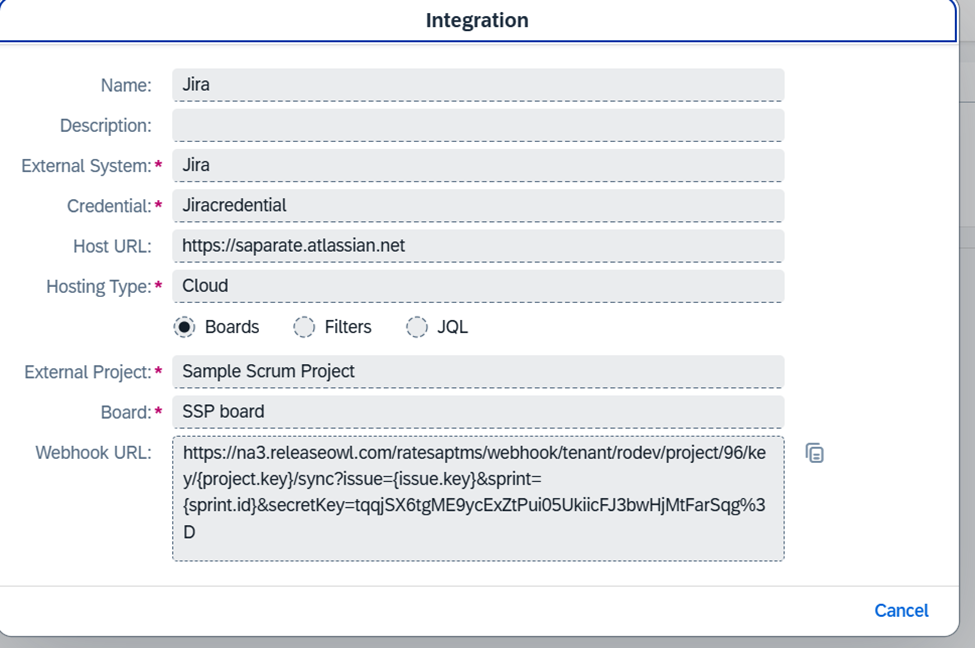 Integration
Name: Jira
Description:
External System:* Jira
Credential:* Jiracredential
Host URL: https://saparate.atlassian.net
Hosting Type:* Cloud
Boards Filters JQL
External Project:* Sample Scrum Project
Board:* SSP board
Webhook URL: https://na3.releaseowl.com/ratesaptms/webhook/tenant/rodev/project/96/ke
y/{project.key}/sync?issue={issue.key}&sprint=
{sprint.id}&secretKey=tqqjSX6tgME9ycExZtPui05UkiicFJ3bwHjMtFarSqg%3
D
Cancel